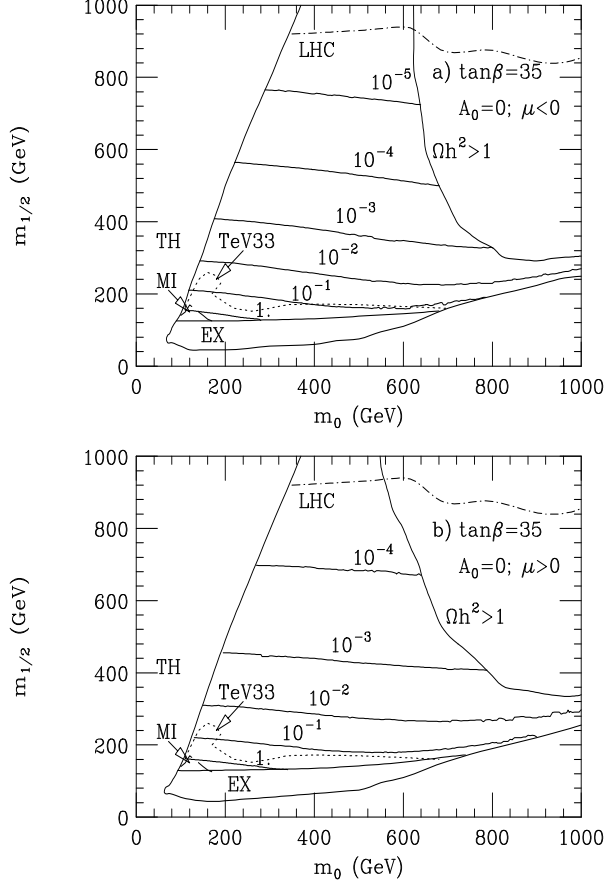 1000
800
600
400
200
0
m1/2 (GeV)
LHC
10-5
a) tanβ=35
A0=0; μ<0
10-4
Ωh2>1
10-3
TH
TeV33
10-2
MI
10-1
1.
EX
0 200 400 600 800 1000
m0 (GeV)
1000
800
600
400
200
0
m1/2 (GeV)
LHC
b) tanβ=35
A0=0; μ>0
10-4
Ωh2>1
10-3
TH
TeV33
10-2
MI
10-1
1.
EX
0 200 400 600 800 1000
m0 (GeV)